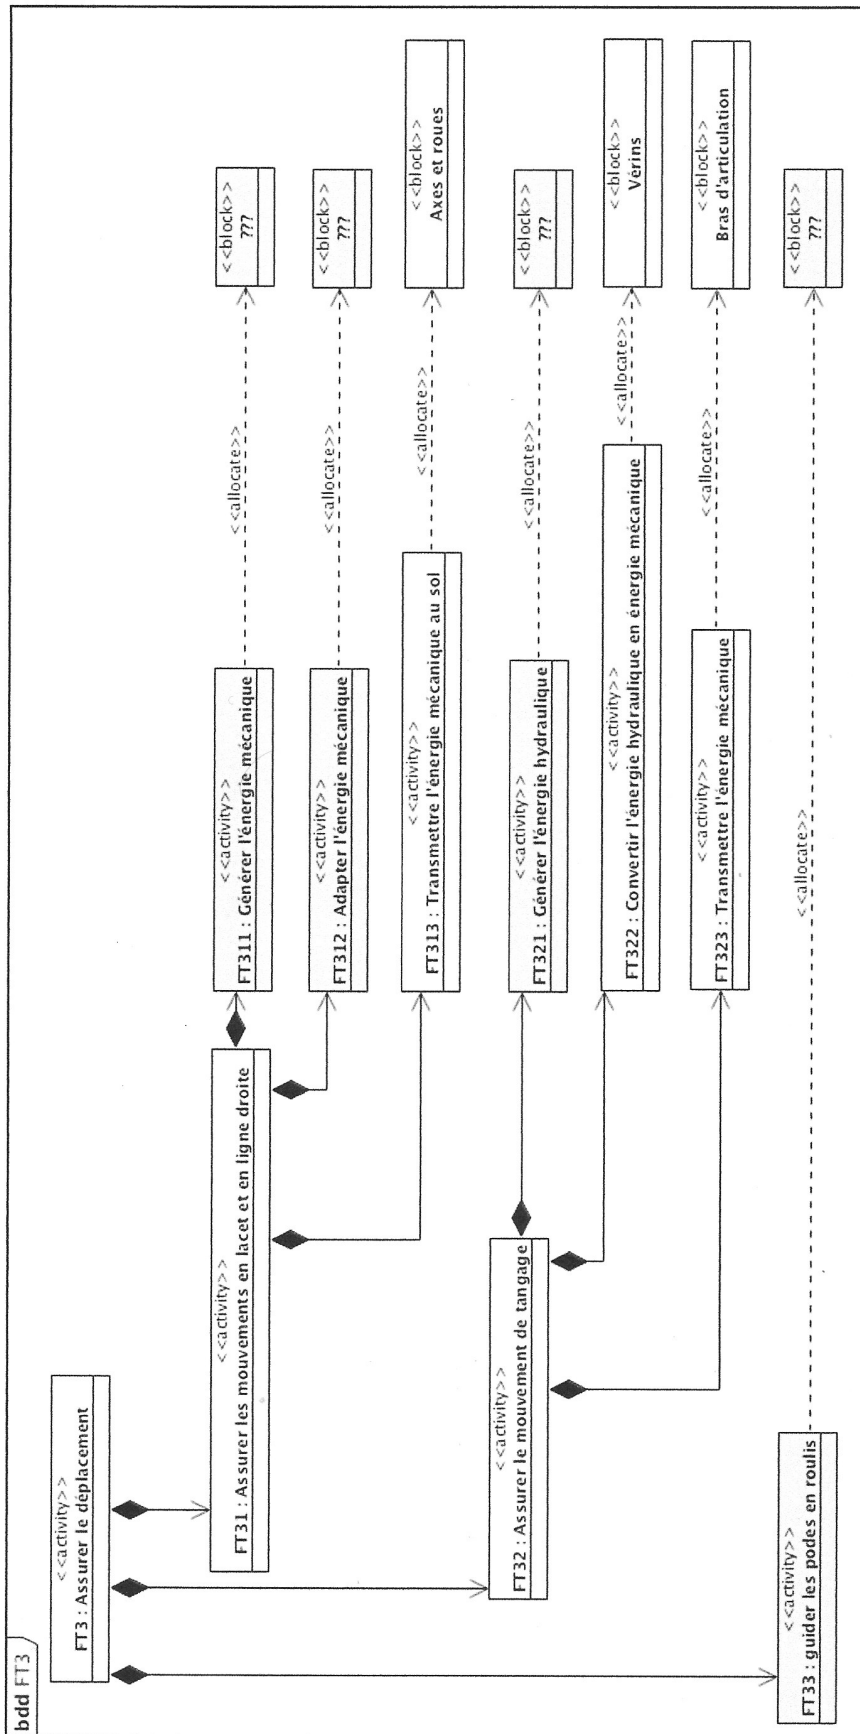 bdd FT3
<<activity>>
FT3 : Assurer le déplacement
<<activity>>
FT31 : Assurer les mouvements en lacet et en ligne droite
<<activity>>
FT311 : Générer l'énergie mécanique
<<allocate>>
<<block>>
???
<<activity>>
FT312 : Adapter l'énergie mécanique
<<allocate>>
<<block>>
???
<<activity>>
FT313 : Transmettre l'énergie mécanique au sol
<<allocate>>
<<block>>
Axes et roues
<<activity>>
FT32 : Assurer le mouvement de tangage
<<activity>>
FT321 : Générer l'énergie hydraulique
<<allocate>>
<<block>>
???
<<activity>>
FT322 : Convertir l'énergie hydraulique en énergie mécanique
<<allocate>>
<<block>>
Vérins
<<activity>>
FT323 : Transmettre l'énergie mécanique
<<allocate>>
<<block>>
Bras d'articulation
<<activity>>
FT33 : guider les podes en roulis
<<allocate>>
<<block>>
???